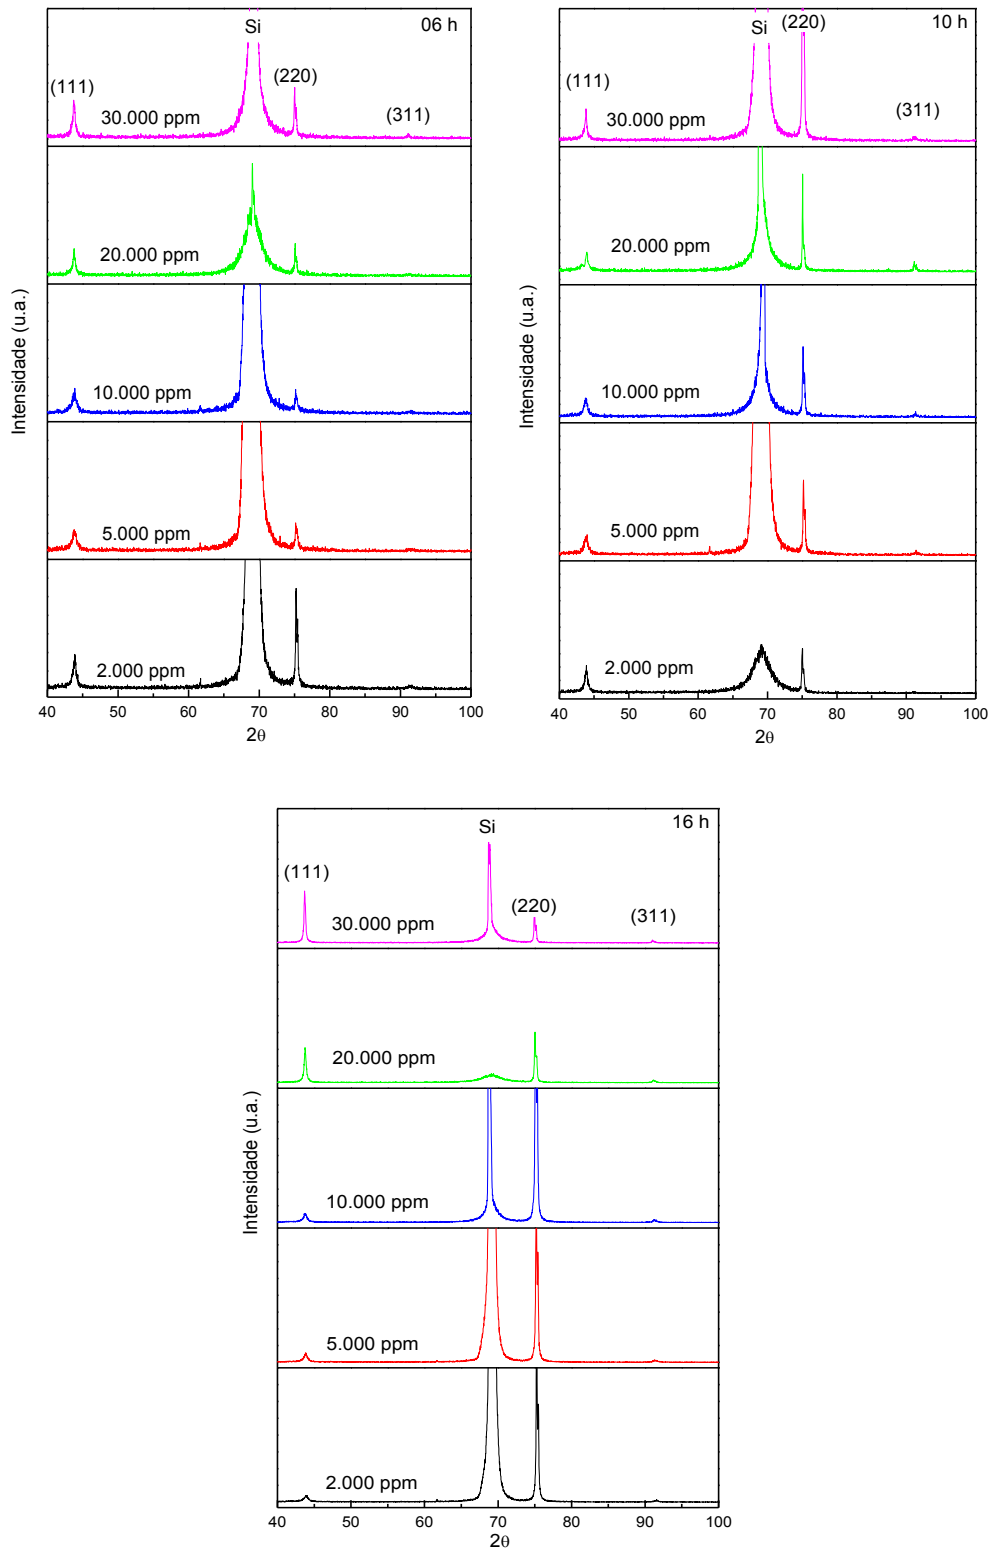 Si
06 h
(111)
(220)
(311)
30.000 ppm
20.000 ppm
10.000 ppm
5.000 ppm
2.000 ppm
Intensidade (u.a.)
40 50 60 70 80 90 100
2θ
Si
(220)
10 h
(111)
(311)
30.000 ppm
20.000 ppm
10.000 ppm
5.000 ppm
2.000 ppm
Intensidade (u.a.)
40 50 60 70 80 90 100
2θ
Si
16 h
(111)
(220)
(311)
30.000 ppm
20.000 ppm
10.000 ppm
5.000 ppm
2.000 ppm
Intensidade (u.a.)
40 50 60 70 80 90 100
2θ